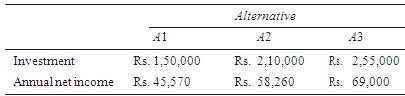 Alternative
A1 A2 A3
Investment Rs. 1,50,000 Rs. 2,10,000 Rs. 2,55,000
Annual net income Rs. 45,570 Rs. 58,260 Rs. 69,000